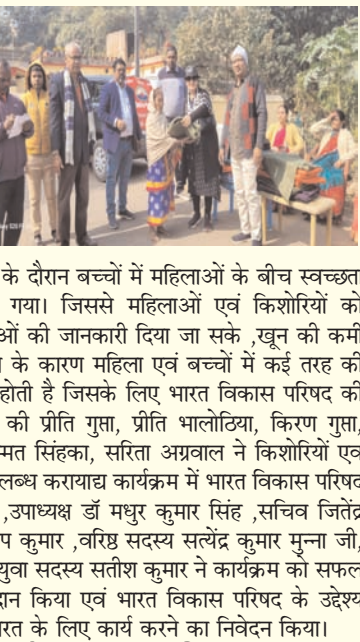 के दौरान बच्चों में महिलाओं के बीच स्वच्छत
गया। जिससे महिलाओं एवं किशोरियों को
ओं की जानकारी दिया जा सके ,खून की कमी
के कारण महिला एवं बच्चों में कई तरह की
होती है जिसके लिए भारत विकास परिषद को
की प्रीति गुप्ता, प्रीति भालोठिया, किरण गुप्ता,
म्मत सिंहका, सरिता अग्रवाल ने किशोरियों एव
लब्ध करायाद्य कार्यक्रम में भारत विकास परिषद
,उपाध्यक्ष डॉ मधुर कुमार सिंह ,सचिव जितेंद्र
प कुमार ,वरिष्ठ सदस्य सत्येंद्र कुमार मुन्ना जी,
युवा सदस्य सतीश कुमार ने कार्यक्रम को सफल
दान किया एवं भारत विकास परिषद के उद्देश्य
रत के लिए कार्य करने का निवेदन किया।